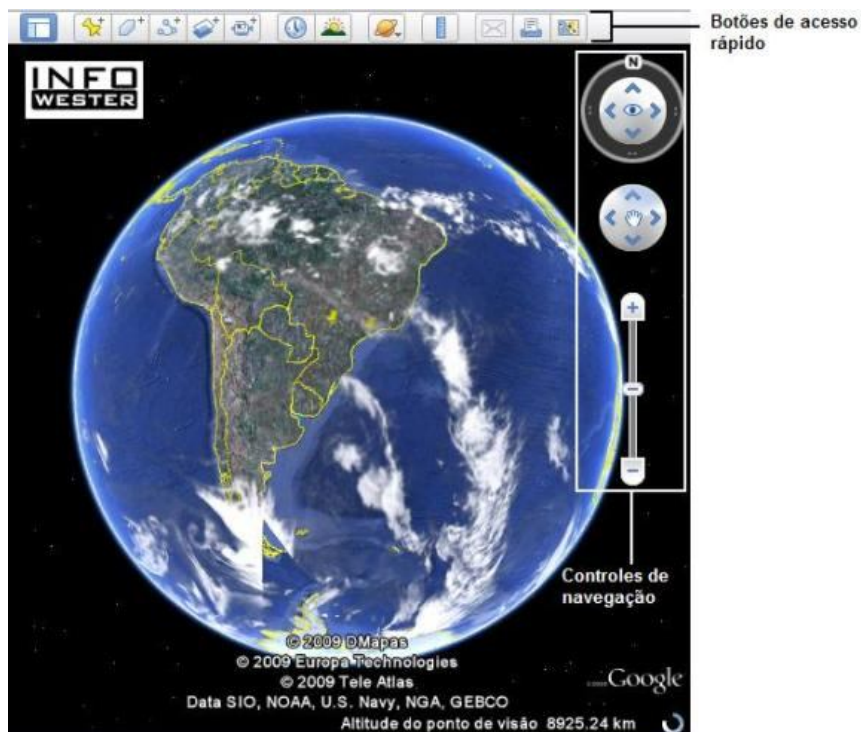 Botões de acesso
rápido
INFO
WESTER
N
Controles de
navegação
© 2009 DMapas
© 2009 Europa Technologies
© 2009 Tele Atlas
Data SIO, NOAA, U.S. Navy, NGA, GEBCO
Google
Altitude do ponto de visão 8925.24 km